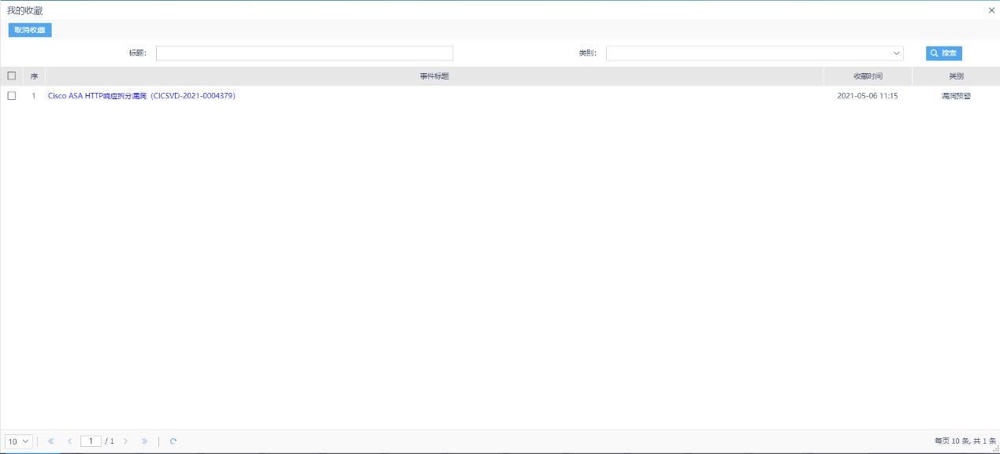 我的收藏
取消收藏
标题： 类别： 搜索
序 事件标题 收藏时间 类别
1 Cisco ASA HTTP响应拆分漏洞（CICSVD-2021-0004379） 2021-05-06 11:15 漏洞预警
10 1 / 1 每页 10 条, 共 1 条